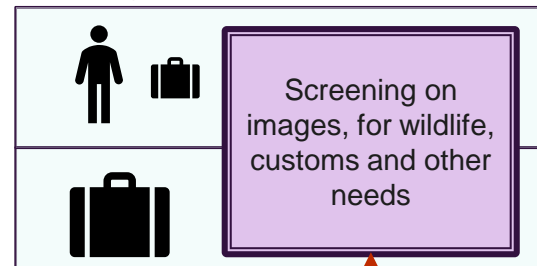 Screening on
images, for wildlife,
customs and other
needs